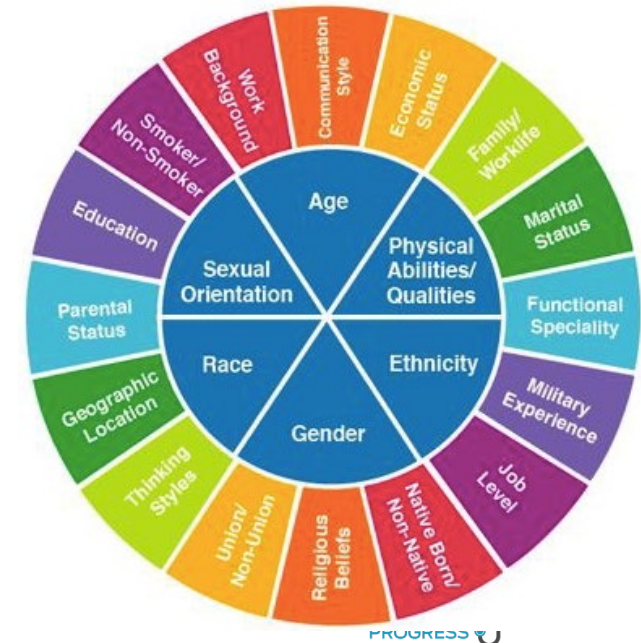 Communication
Style
Economic
Status
Family/
Worklife
Marital
Status
Functional
Speciality
Military
Experience
Job
Level
Native Born/
Non-Native
Religious
Beliefs
Union/
Non-Union
Thinking
Styles
Geographic
Location
Parental
Status
Education
Smoker/
Non-Smoker
Work
Background
Age
Physical
Abilities/
Qualities
Ethnicity
Gender
Race
Sexual
Orientation
PROGRESS